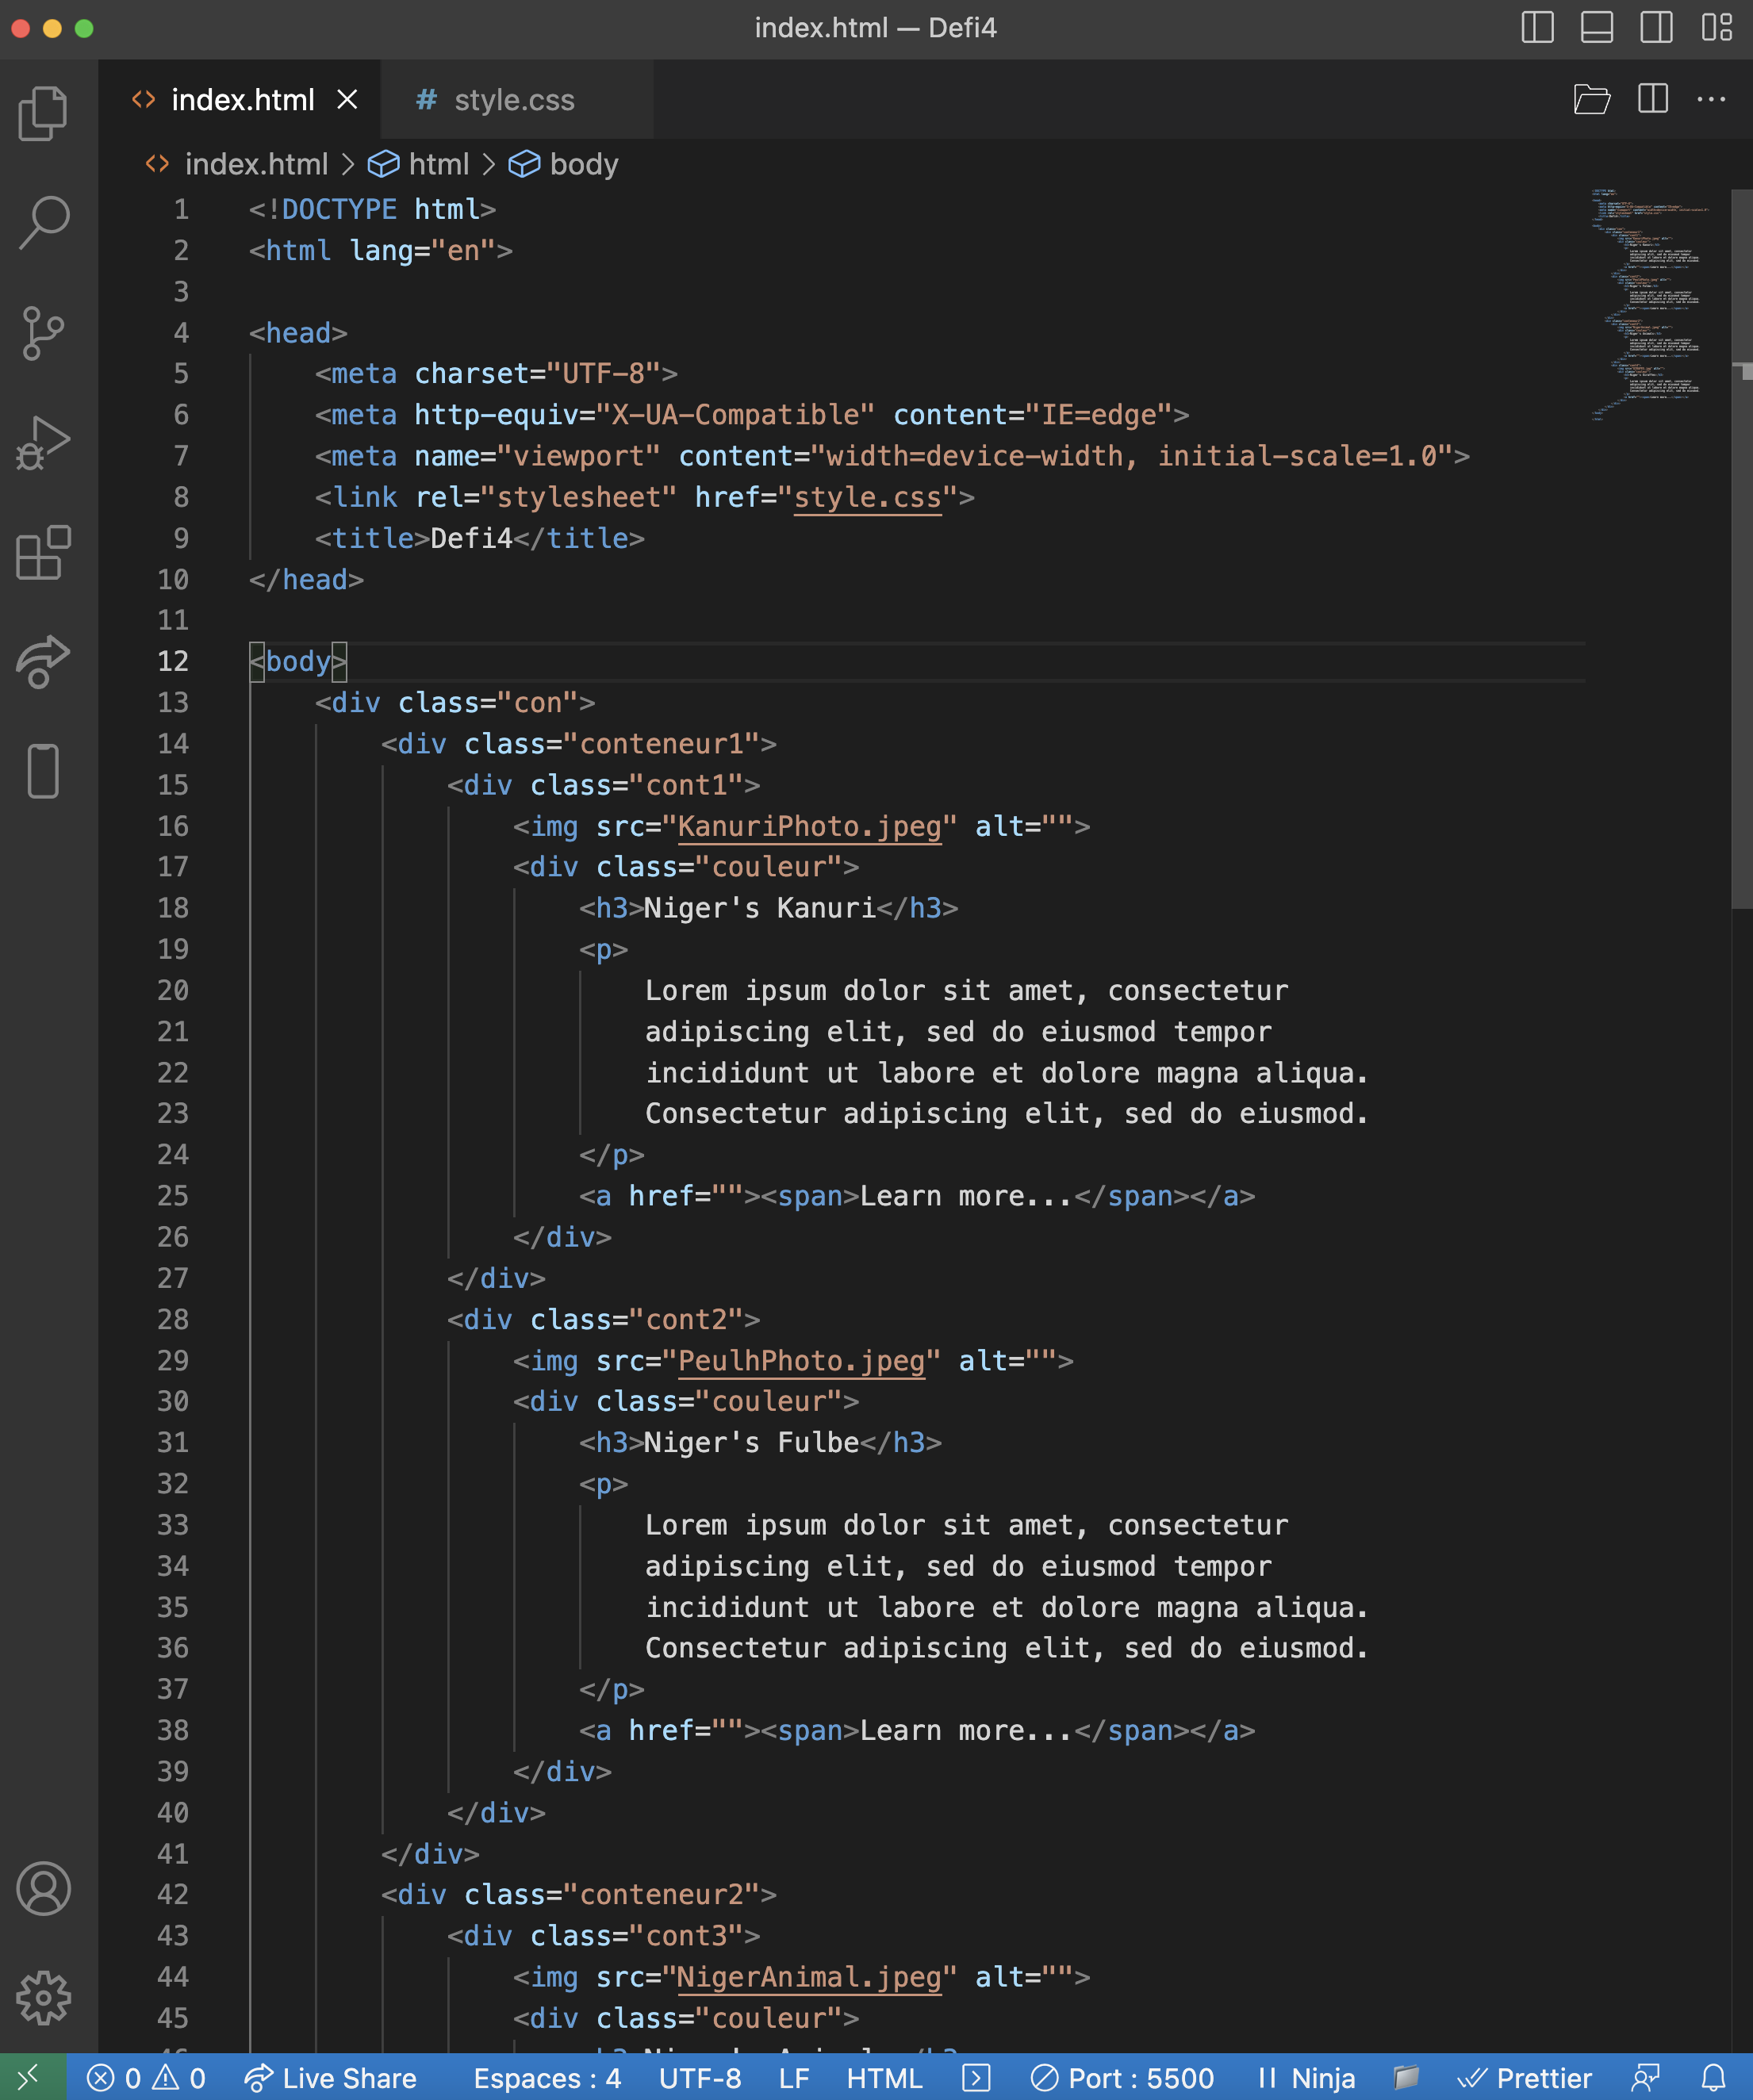 index.html — Defi4
index.html
style.css
index.html > html > body
1 <!DOCTYPE html>
2 <html lang="en">
3
4 <head>
5 <meta charset="UTF-8">
6 <meta http-equiv="X-UA-Compatible" content="IE=edge">
7 <meta name="viewport" content="width=device-width, initial-scale=1.0">
8 <link rel="stylesheet" href="style.css">
9 <title>Defi4</title>
10 </head>
11
12 <body>
13 <div class="con">
14 <div class="conteneur1">
15 <div class="cont1">
16 <img src="KanuriPhoto.jpeg" alt="">
17 <div class="couleur">
18 <h3>Niger's Kanuri</h3>
19 <p>
20 Lorem ipsum dolor sit amet, consectetur
21 adipiscing elit, sed do eiusmod tempor
22 incididunt ut labore et dolore magna aliqua.
23 Consectetur adipiscing elit, sed do eiusmod.
24 </p>
25 <a href=""><span>Learn more...</span></a>
26 </div>
27 </div>
28 <div class="cont2">
29 <img src="PeulhPhoto.jpeg" alt="">
30 <div class="couleur">
31 <h3>Niger's Fulbe</h3>
32 <p>
33 Lorem ipsum dolor sit amet, consectetur
34 adipiscing elit, sed do eiusmod tempor
35 incididunt ut labore et dolore magna aliqua.
36 Consectetur adipiscing elit, sed do eiusmod.
37 </p>
38 <a href=""><span>Learn more...</span></a>
39 </div>
40 </div>
41 </div>
42 <div class="conteneur2">
43 <div class="cont3">
44 <img src="NigerAnimal.jpeg" alt="">
45 <div class="couleur">
0 0 Live Share Espaces : 4 UTF-8 LF HTML Port : 5500 Ninja Prettier